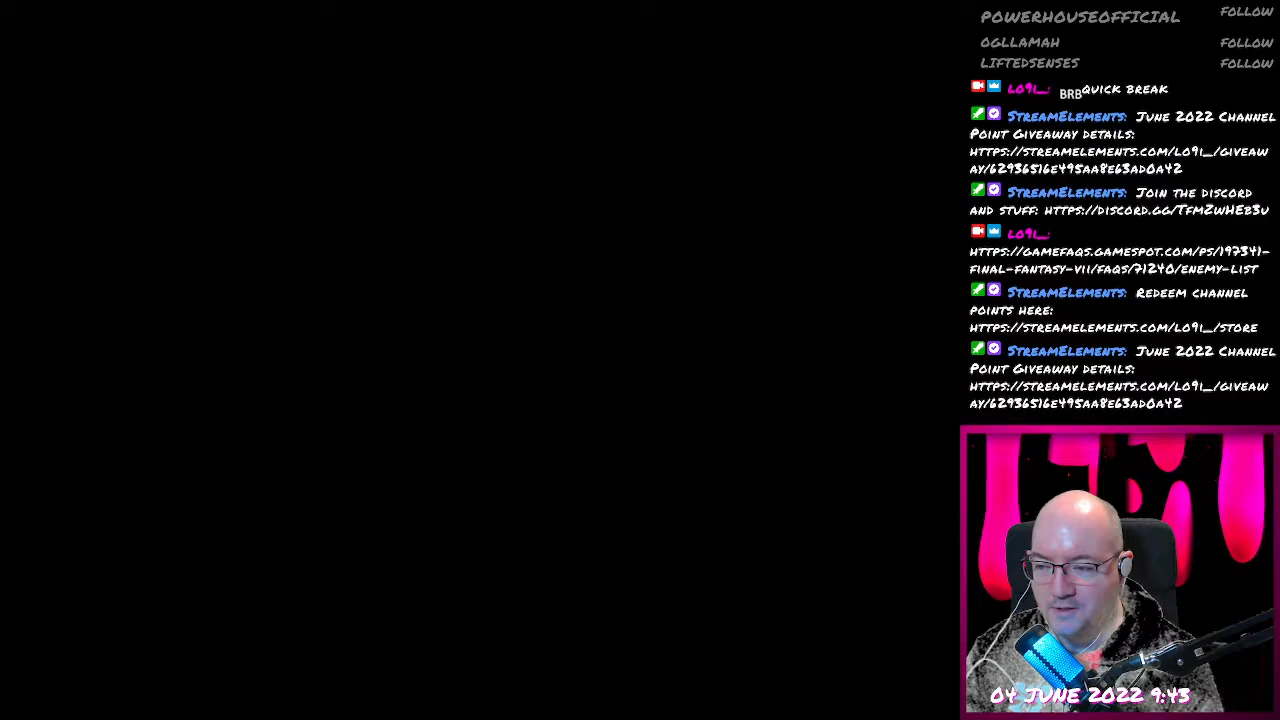 POWERHOUSEOFFICIAL FOLLOW
OGLLAMAH FOLLOW
LIFTEDSENSES FOLLOW
LO9I_: BRB QUICK BREAK
STREAMELEMENTS: JUNE 2022 CHANNEL
POINT GIVEAWAY DETAILS:
HTTPS://STREAMELEMENTS.COM/LO9I_/GIVEAW
AY/62936516E495AA8E63AD0A42
STREAMELEMENTS: JOIN THE DISCORD
AND STUFF: HTTPS://DISCORD.GG/TFMZWHE83U
LO9I_:
HTTPS://GAMEFAQS.GAMESPOT.COM/PS/197341-
FINAL-FANTASY-VII/FAQS/71240/ENEMY-LIST
STREAMELEMENTS: REDEEM CHANNEL
POINTS HERE:
HTTPS://STREAMELEMENTS.COM/LO9I_/STORE
STREAMELEMENTS: JUNE 2022 CHANNEL
POINT GIVEAWAY DETAILS:
HTTPS://STREAMELEMENTS.COM/LO9I_/GIVEAW
AY/62936516E495AA8E63AD0A42
04 JUNE 2022 9:43